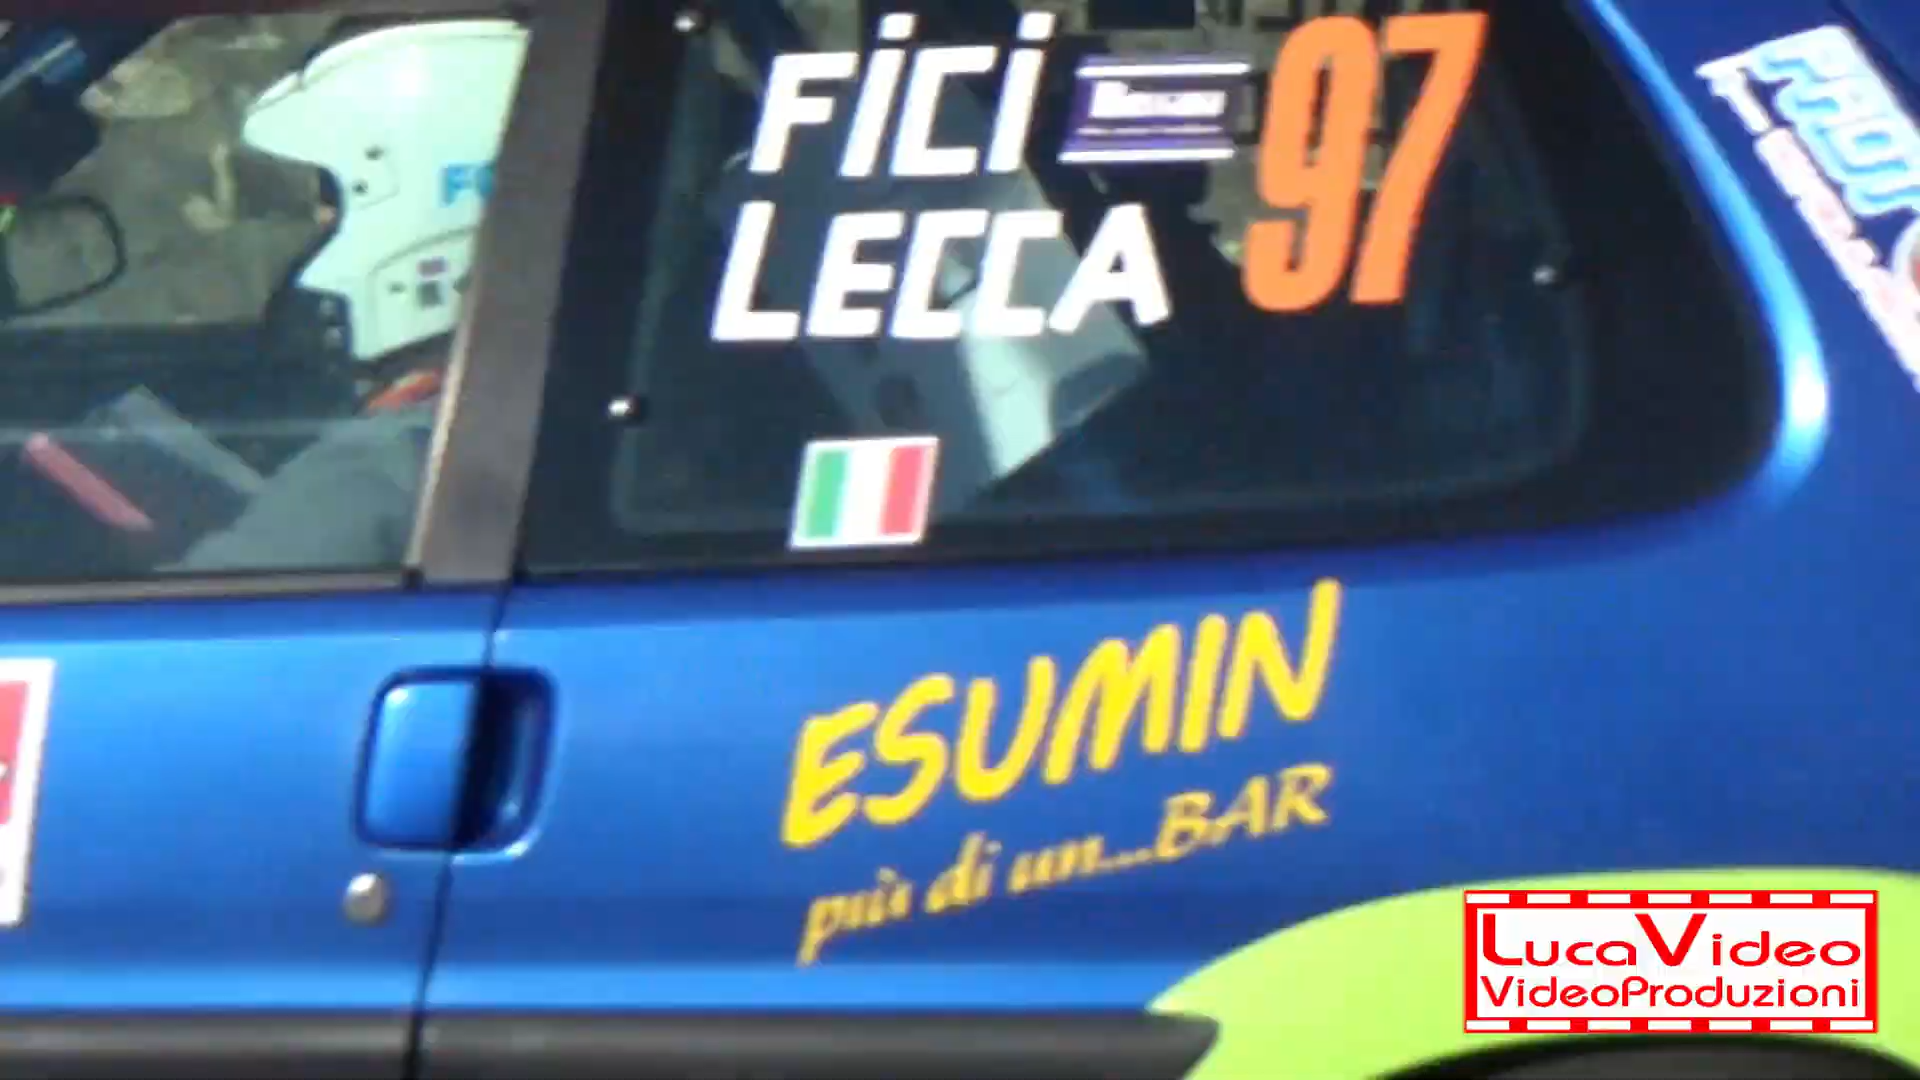 FiCi
97
LECCA
ESUMIN
più di un...BAR
LucaVideo
VideoProduzioni